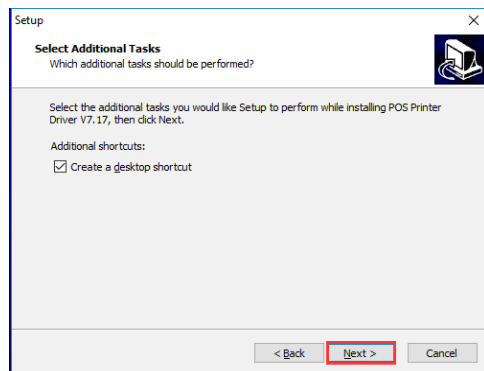 Setup
Select Additional Tasks
Which additional tasks should be performed?
Select the additional tasks you would like Setup to perform while installing POS Printer
Driver V7.17, then click Next.
Additional shortcuts:
Create a desktop shortcut
< Back Next > Cancel